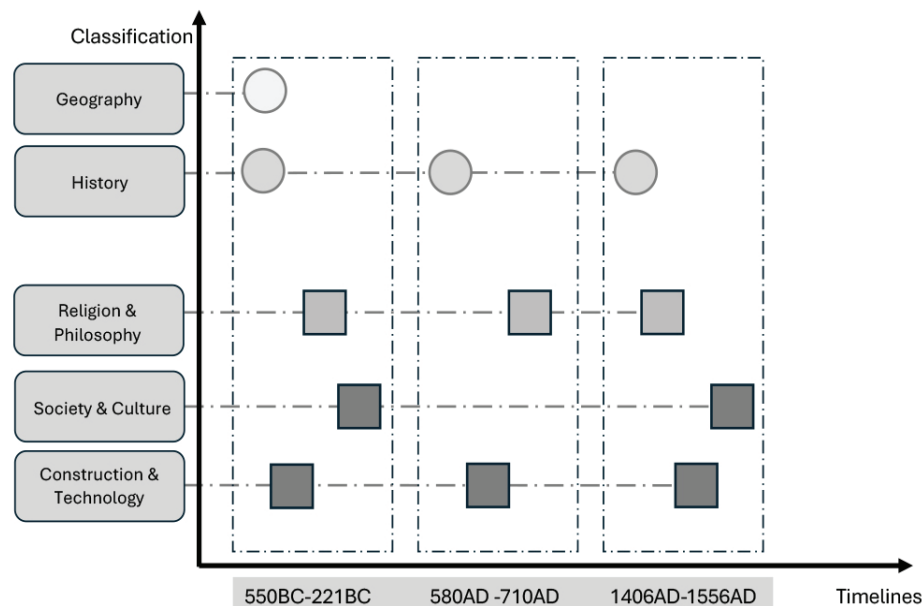 Classification
Geography
History
Religion &
Philosophy
Society & Culture
Construction &
Technology
550BC-221BC
580AD -710AD
1406AD-1556AD
Timelines